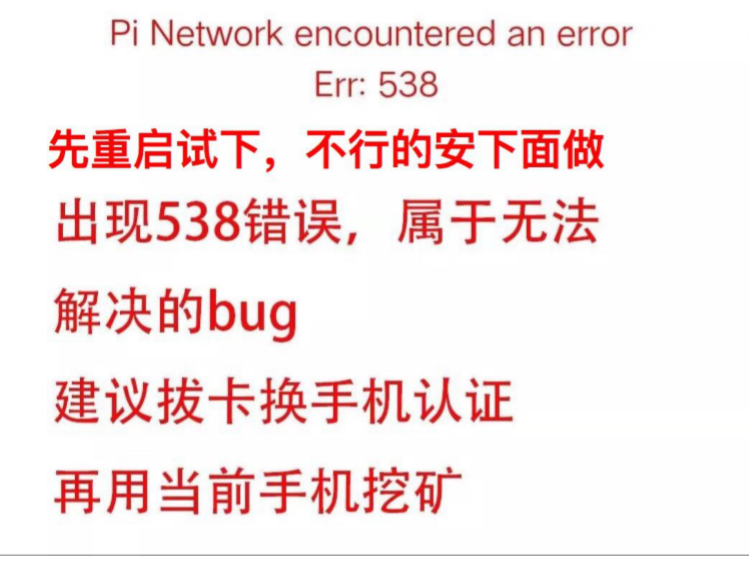 Pi Network encountered an error
Err: 538
先重启试下，不行的安下面做
出现538错误，属于无法
解决的bug
建议拔卡换手机认证
再用当前手机挖矿